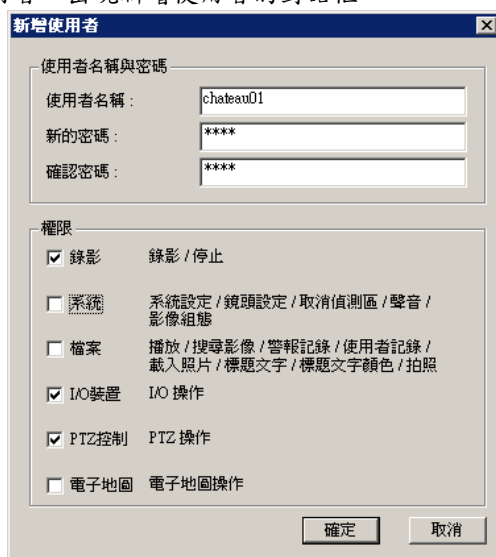 新增使用者
使用者名稱與密碼
使用者名稱 :
chateau01
新的密碼 :
****
確認密碼 :
****
權限
錄影
錄影 / 停止
系統
系統設定 / 鏡頭設定 / 取消偵測區 / 聲音 /
影像組態
檔案
播放 / 搜尋影像 / 警報記錄 / 使用者記錄 /
載入照片 / 標題文字 / 標題文字顏色 / 拍照
I/O裝置
I/O 操作
PTZ控制
PTZ 操作
電子地圖
電子地圖操作
確定
取消